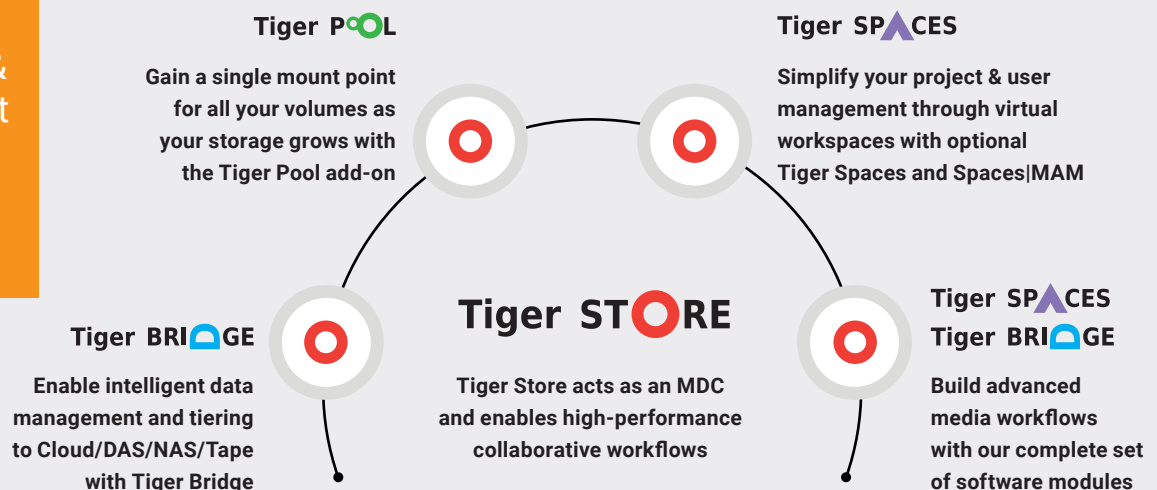 &
t
Tiger POOL
Gain a single mount point
for all your volumes as
your storage grows with
the Tiger Pool add-on
Tiger SPACES
Simplify your project & user
management through virtual
workspaces with optional
Tiger Spaces and Spaces|MAM
Tiger BRIDGE
Enable intelligent data
management and tiering
to Cloud/DAS/NAS/Tape
with Tiger Bridge
Tiger STORE
Tiger Store acts as an MDC
and enables high-performance
collaborative workflows
Tiger SPACES
Tiger BRIDGE
Build advanced
media workflows
with our complete set
of software modules